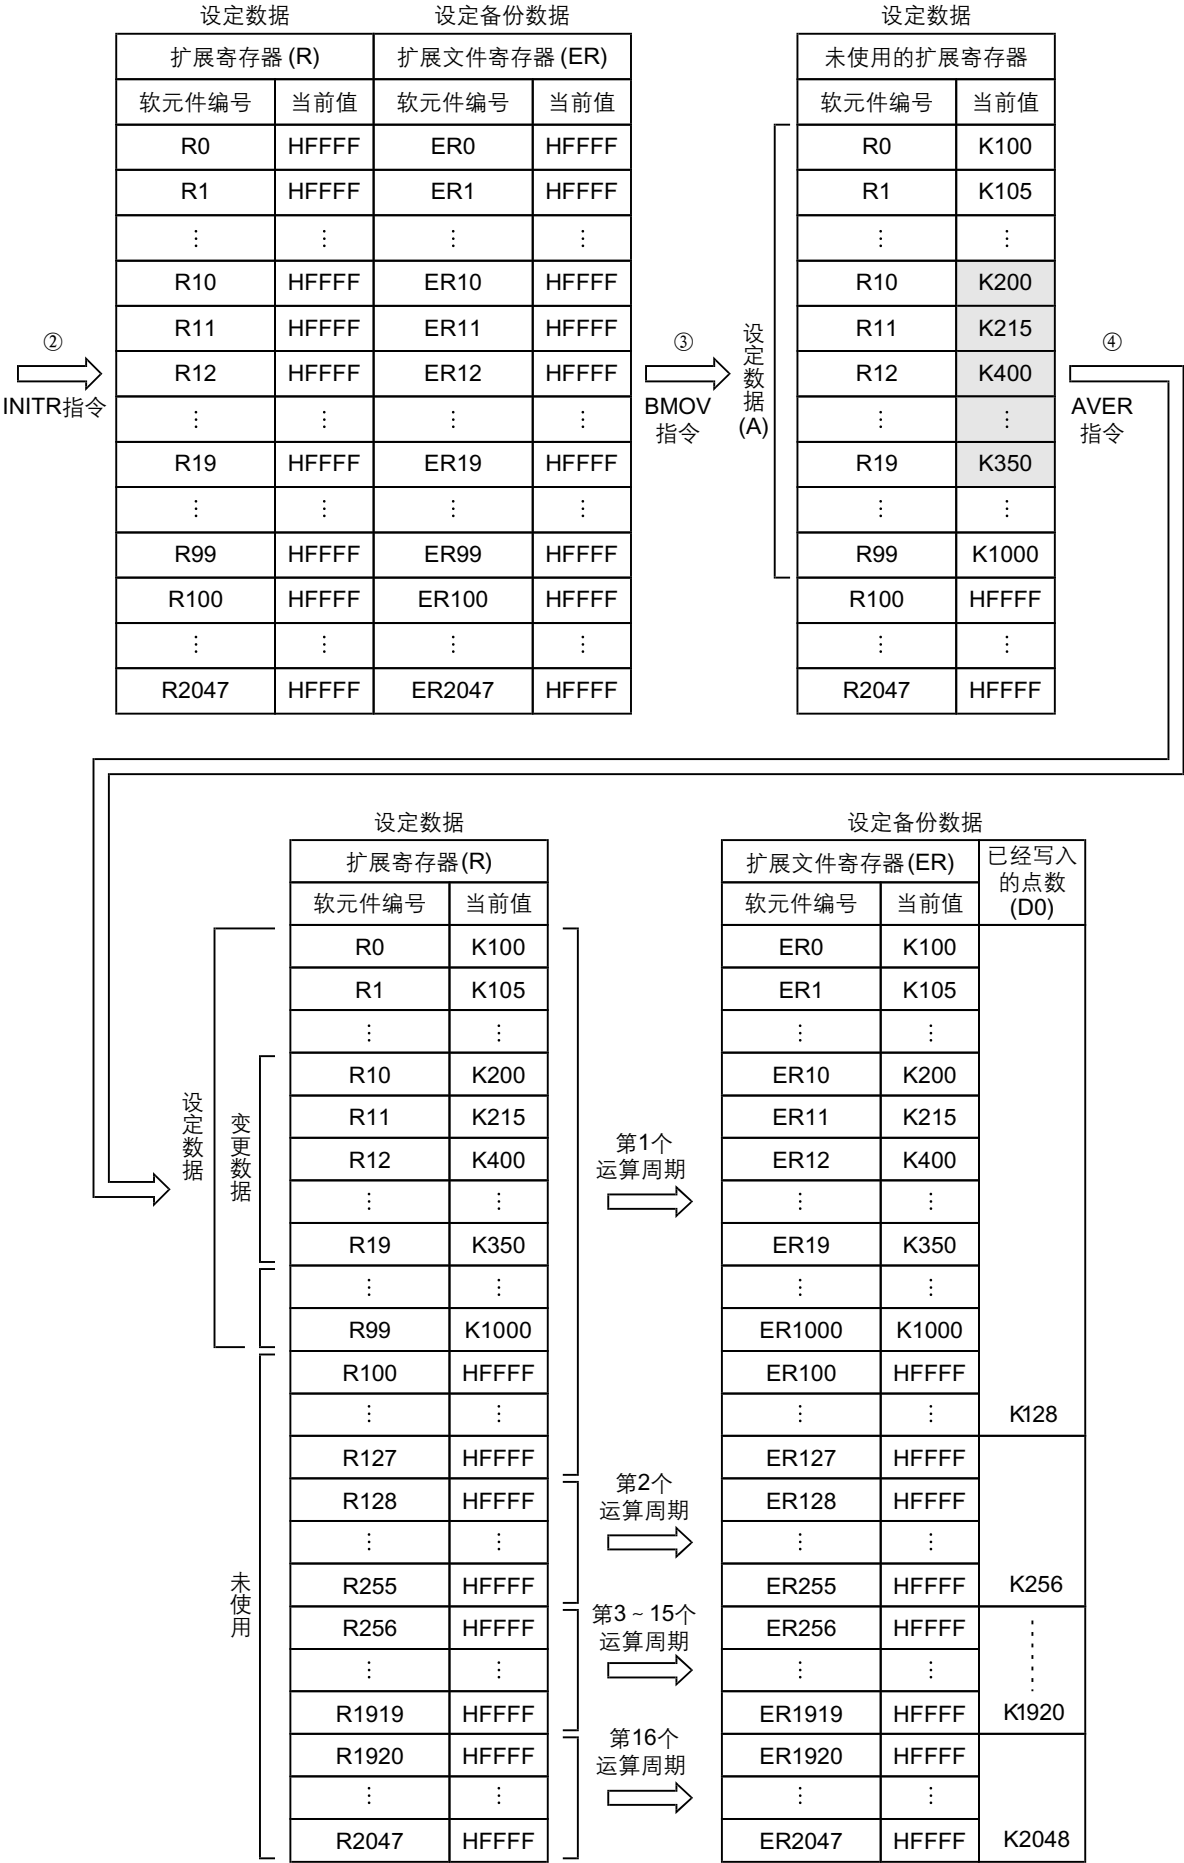 设定数据 设定备份数据
扩展寄存器 (R) 扩展文件寄存器 (ER)
软元件编号 当前值 软元件编号 当前值
R0 HFFFF ER0 HFFFF
R1 HFFFF ER1 HFFFF
⋮ ⋮ ⋮ ⋮
R10 HFFFF ER10 HFFFF
R11 HFFFF ER11 HFFFF
R12 HFFFF ER12 HFFFF
⋮ ⋮ ⋮ ⋮
R19 HFFFF ER19 HFFFF
⋮ ⋮ ⋮ ⋮
R99 HFFFF ER99 HFFFF
R100 HFFFF ER100 HFFFF
⋮ ⋮ ⋮ ⋮
R2047 HFFFF ER2047 HFFFF
②
INITR指令
③
BMOV
指令
设定数据
(A)
设定数据
未使用的扩展寄存器
软元件编号 当前值
R0 K100
R1 K105
⋮ ⋮
R10 K200
R11 K215
R12 K400
⋮ ⋮
R19 K350
⋮ ⋮
R99 K1000
R100 HFFFF
⋮ ⋮
R2047 HFFFF
④
AVER
指令
设定数据
扩展寄存器(R)
软元件编号 当前值
R0 K100
R1 K105
⋮ ⋮
R10 K200
R11 K215
R12 K400
⋮ ⋮
R19 K350
⋮ ⋮
R99 K1000
R100 HFFFF
⋮ ⋮
R127 HFFFF
R128 HFFFF
⋮ ⋮
R255 HFFFF
R256 HFFFF
⋮ ⋮
R1919 HFFFF
R1920 HFFFF
⋮ ⋮
R2047 HFFFF
设定数据
变更数据
未使用
第1个
运算周期
第2个
运算周期
第3~15个
运算周期
第16个
运算周期
设定备份数据
扩展文件寄存器(ER)
已经写入
的点数
(D0)
软元件编号 当前值
ER0 K100
ER1 K105
⋮ ⋮
ER10 K200
ER11 K215
ER12 K400
⋮ ⋮
ER19 K350
⋮ ⋮
ER1000 K1000
ER100 HFFFF
⋮ ⋮ K128
ER127 HFFFF
ER128 HFFFF
⋮ ⋮
ER255 HFFFF K256
ER256 HFFFF
⋮ ⋮
ER1919 HFFFF K1920
ER1920 HFFFF
⋮ ⋮
ER2047 HFFFF K2048